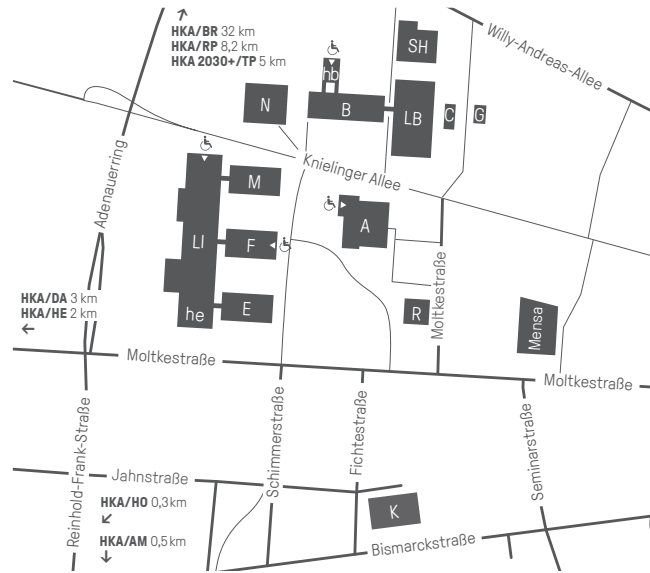 HKA/BR 32 km
HKA/RP 8,2 km
HKA 2030+/TP 5 km
Willy-Andreas-Allee
SH
hb
N
B
LB
C
G
Knielinger Allee
Adenauerring
M
A
LI
F
HKA/DA 3 km
HKA/HE 2 km
he
E
R
Moltkestraße
Mensa
Moltkestraße
Moltkestraße
Reinhold-Frank-Straße
Schimmerstraße
Fichtestraße
Seminarstraße
Jahnstraße
HKA/HO 0,3 km
K
HKA/AM 0,5 km
Bismarckstraße